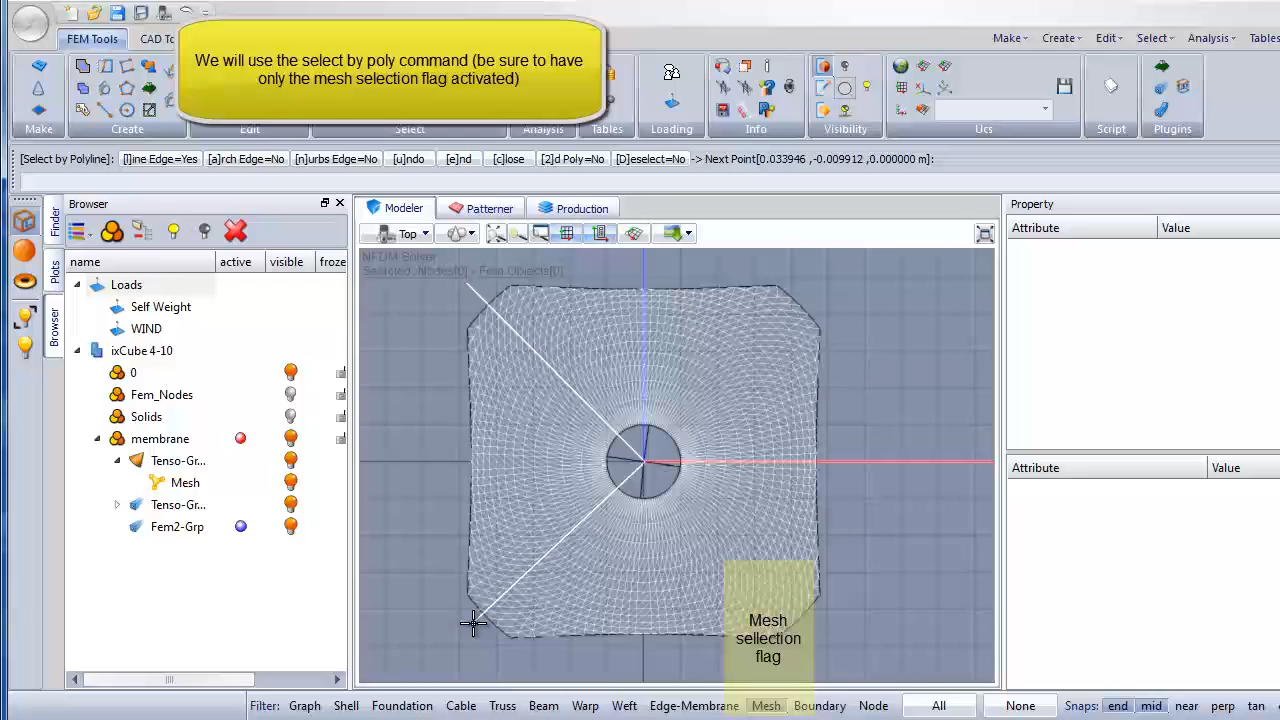 We will use the select by poly command (be sure to have
only the mesh selection flag activated)
FEM Tools
CAD To
Make
Create
Edit
Select
Analysis
Tables
Make
Create
Edit
Select
Analysis
Tables
Loading
Info
Visibility
Ucs
Script
Plugins
[Select by Polyline]: [l]ine Edge=Yes [a]rch Edge=No [n]urbs Edge=No [u]ndo [e]nd [c]lose [2]d Poly=No [D]eselect=No -> Next Point[0.033946 ,-0.009912 ,0.000000 m]:
Finder
Plots
Browser
Browser
name active visible froze
Loads
Self Weight
WIND
ixCube 4-10
0
Fem_Nodes
Solids
membrane
Tenso-Gr...
Mesh
Tenso-Gr...
Fem2-Grp
Modeler Patterner Production
Top
NFDM Solver
Selected: Nodes[0] - Fem Objects[0]
Mesh
sellection
flag
Property
Attribute Value
Attribute Value
Filter: Graph Shell Foundation Cable Truss Beam Warp Weft Edge-Membrane Mesh Boundary Node All None Snaps: end mid near perp tan